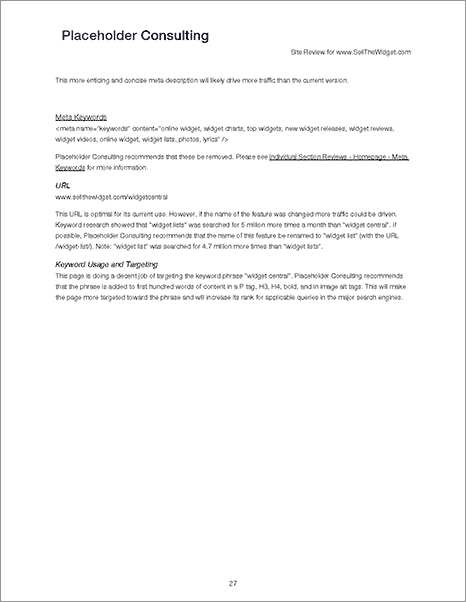 Placeholder Consulting
Site Review for www.SellTheWidget.com
This more enticing and concise meta description will likely drive more traffic than the current version.
Meta Keywords
<meta name="keywords" content="online widget, widget charts, top widgets, new widget releases, widget reviews,
widget videos, online widget, widget lists, photos, lyrics" />
Placeholder Consulting recommends that these be removed. Please see Individual Section Reviews - Homepage - Meta
Keywords for more information.
URL
www.sellthewidget.com/widgetcentral
This URL is optimal for its current use. However, if the name of the feature was changed more traffic could be driven.
Keyword research showed that "widget lists" was searched for 5 million more times a month than "widget central". If
possible, Placeholder Consulting recommends that the name of this feature be renamed to "widget list" (with the URL
/widget-list/). Note: "widget list" was searched for 4.7 million more times than "widget lists".
Keyword Usage and Targeting
This page is doing a decent job of targeting the keyword phrase "widget central". Placeholder Consulting recommends
that the phrase is added to first hundred words of content in a P tag, H3, H4, bold, and in image alt tags. This will make
the page more targeted toward the phrase and will increase its rank for applicable queries in the major search engines.
27